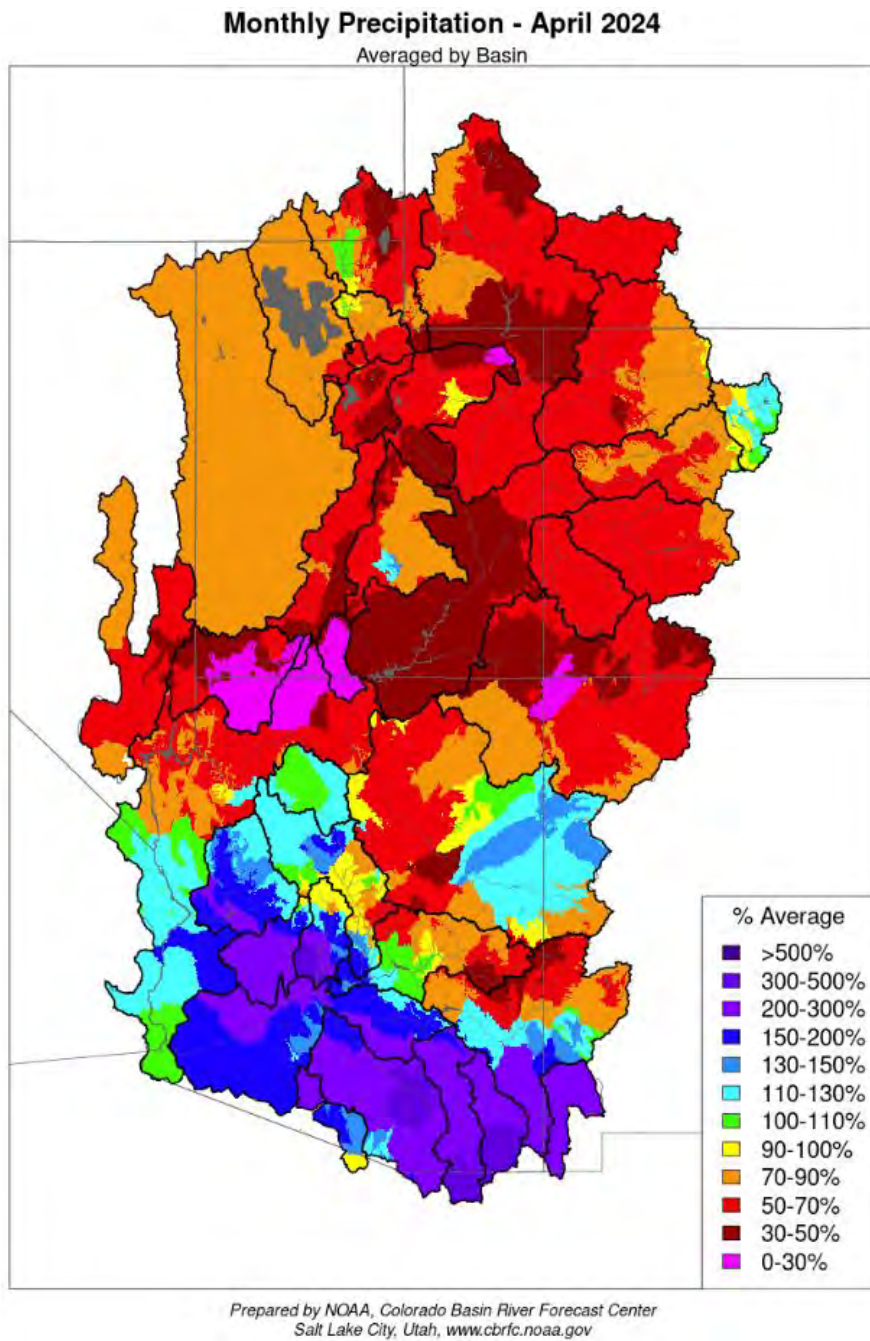 Monthly Precipitation - April 2024
Averaged by Basin
% Average
>500%
300-500%
200-300%
150-200%
130-150%
110-130%
100-110%
90-100%
70-90%
50-70%
30-50%
0-30%
Prepared by NOAA, Colorado Basin River Forecast Center
Salt Lake City, Utah, www.cbrfc.noaa.gov